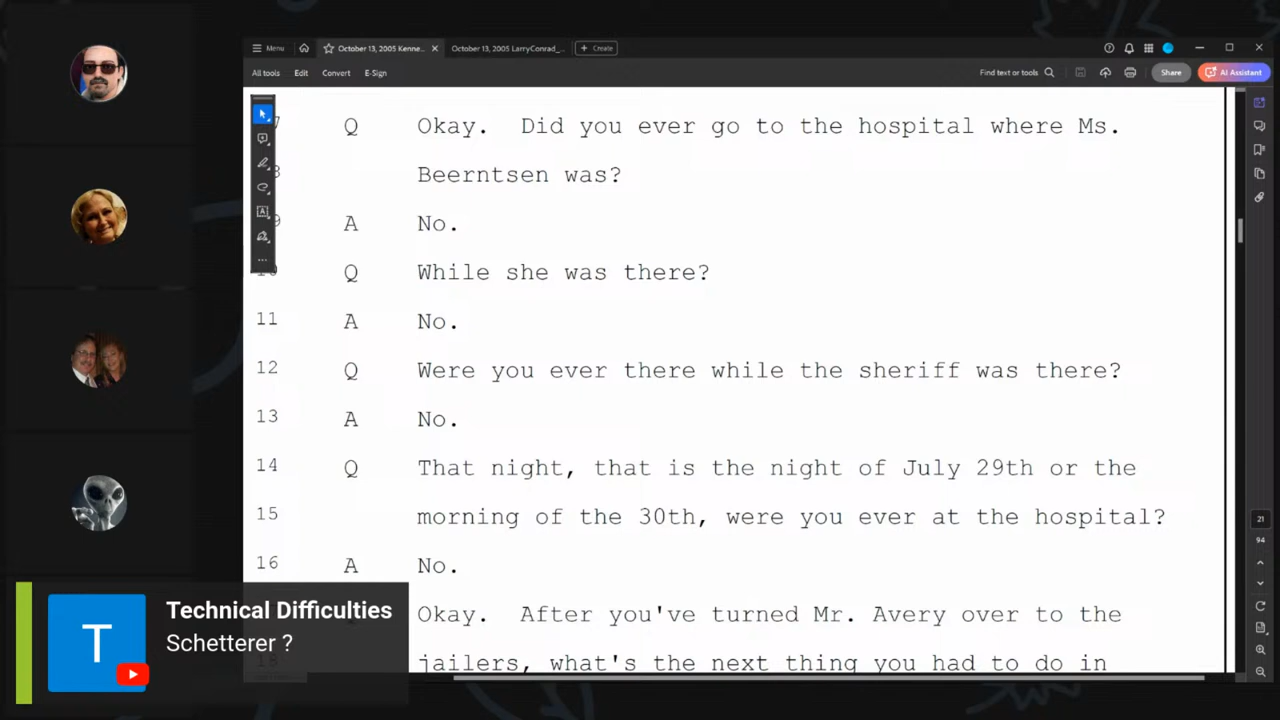 Menu
October 13, 2005 Kenne...
October 13, 2005 LarryConrad_...
Create
All tools
Edit
Convert
E-Sign
Find text or tools
Share
AI Assistant
7 Q Okay. Did you ever go to the hospital where Ms.
8 Beerntsen was?
9 A No.
10 Q While she was there?
11 A No.
12 Q Were you ever there while the sheriff was there?
13 A No.
14 Q That night, that is the night of July 29th or the
15 morning of the 30th, were you ever at the hospital?
16 A No.
Okay. After you've turned Mr. Avery over to the
jailers, what's the next thing you had to do in
21
94
T
Technical Difficulties
Schetterer ?